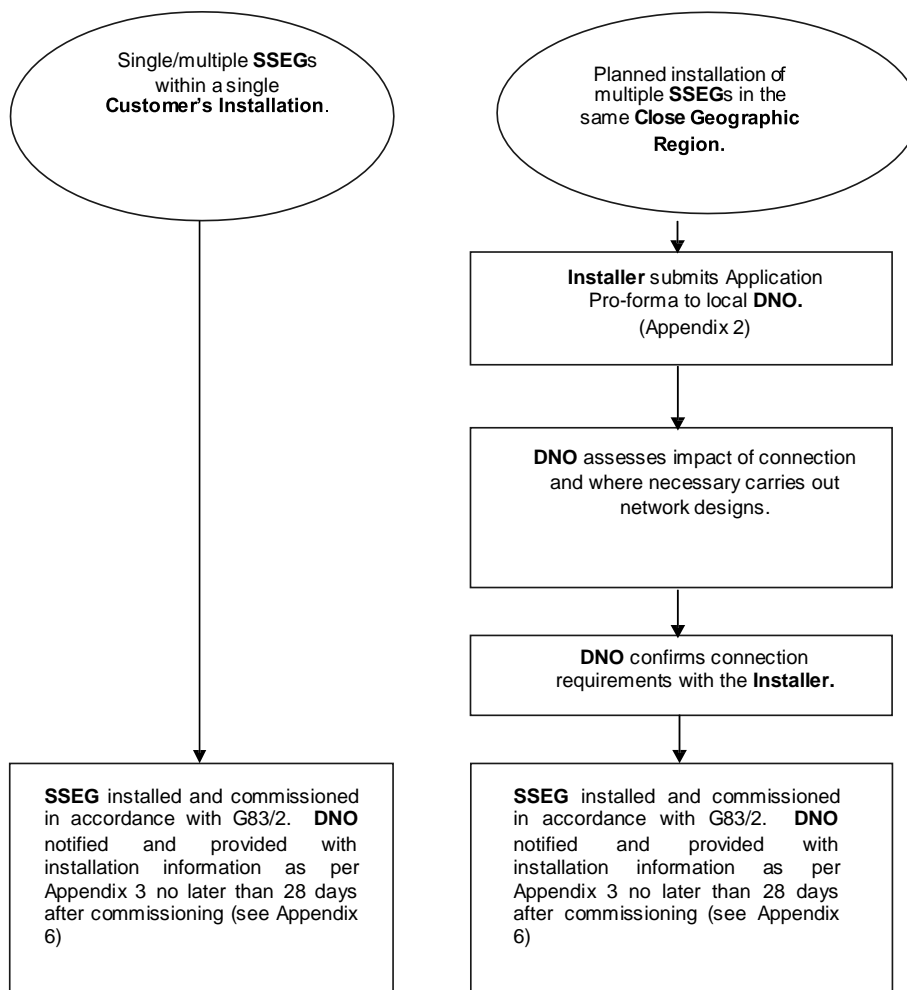 Single/multiple SSEGs
within a single
Customer's Installation.
Planned installation of
multiple SSEGs in the
same Close Geographic
Region.
Installer submits Application
Pro-forma to local DNO.
(Appendix 2)
DNO assesses impact of connection
and where necessary carries out
network designs.
DNO confirms connection
requirements with the Installer.
SSEG installed and commissioned
in accordance with G83/2. DNO
notified and provided with
installation information as per
Appendix 3 no later than 28 days
after commissioning (see Appendix
6)
SSEG installed and commissioned
in accordance with G83/2. DNO
notified and provided with
installation information as per
Appendix 3 no later than 28 days
after commissioning (see Appendix
6)